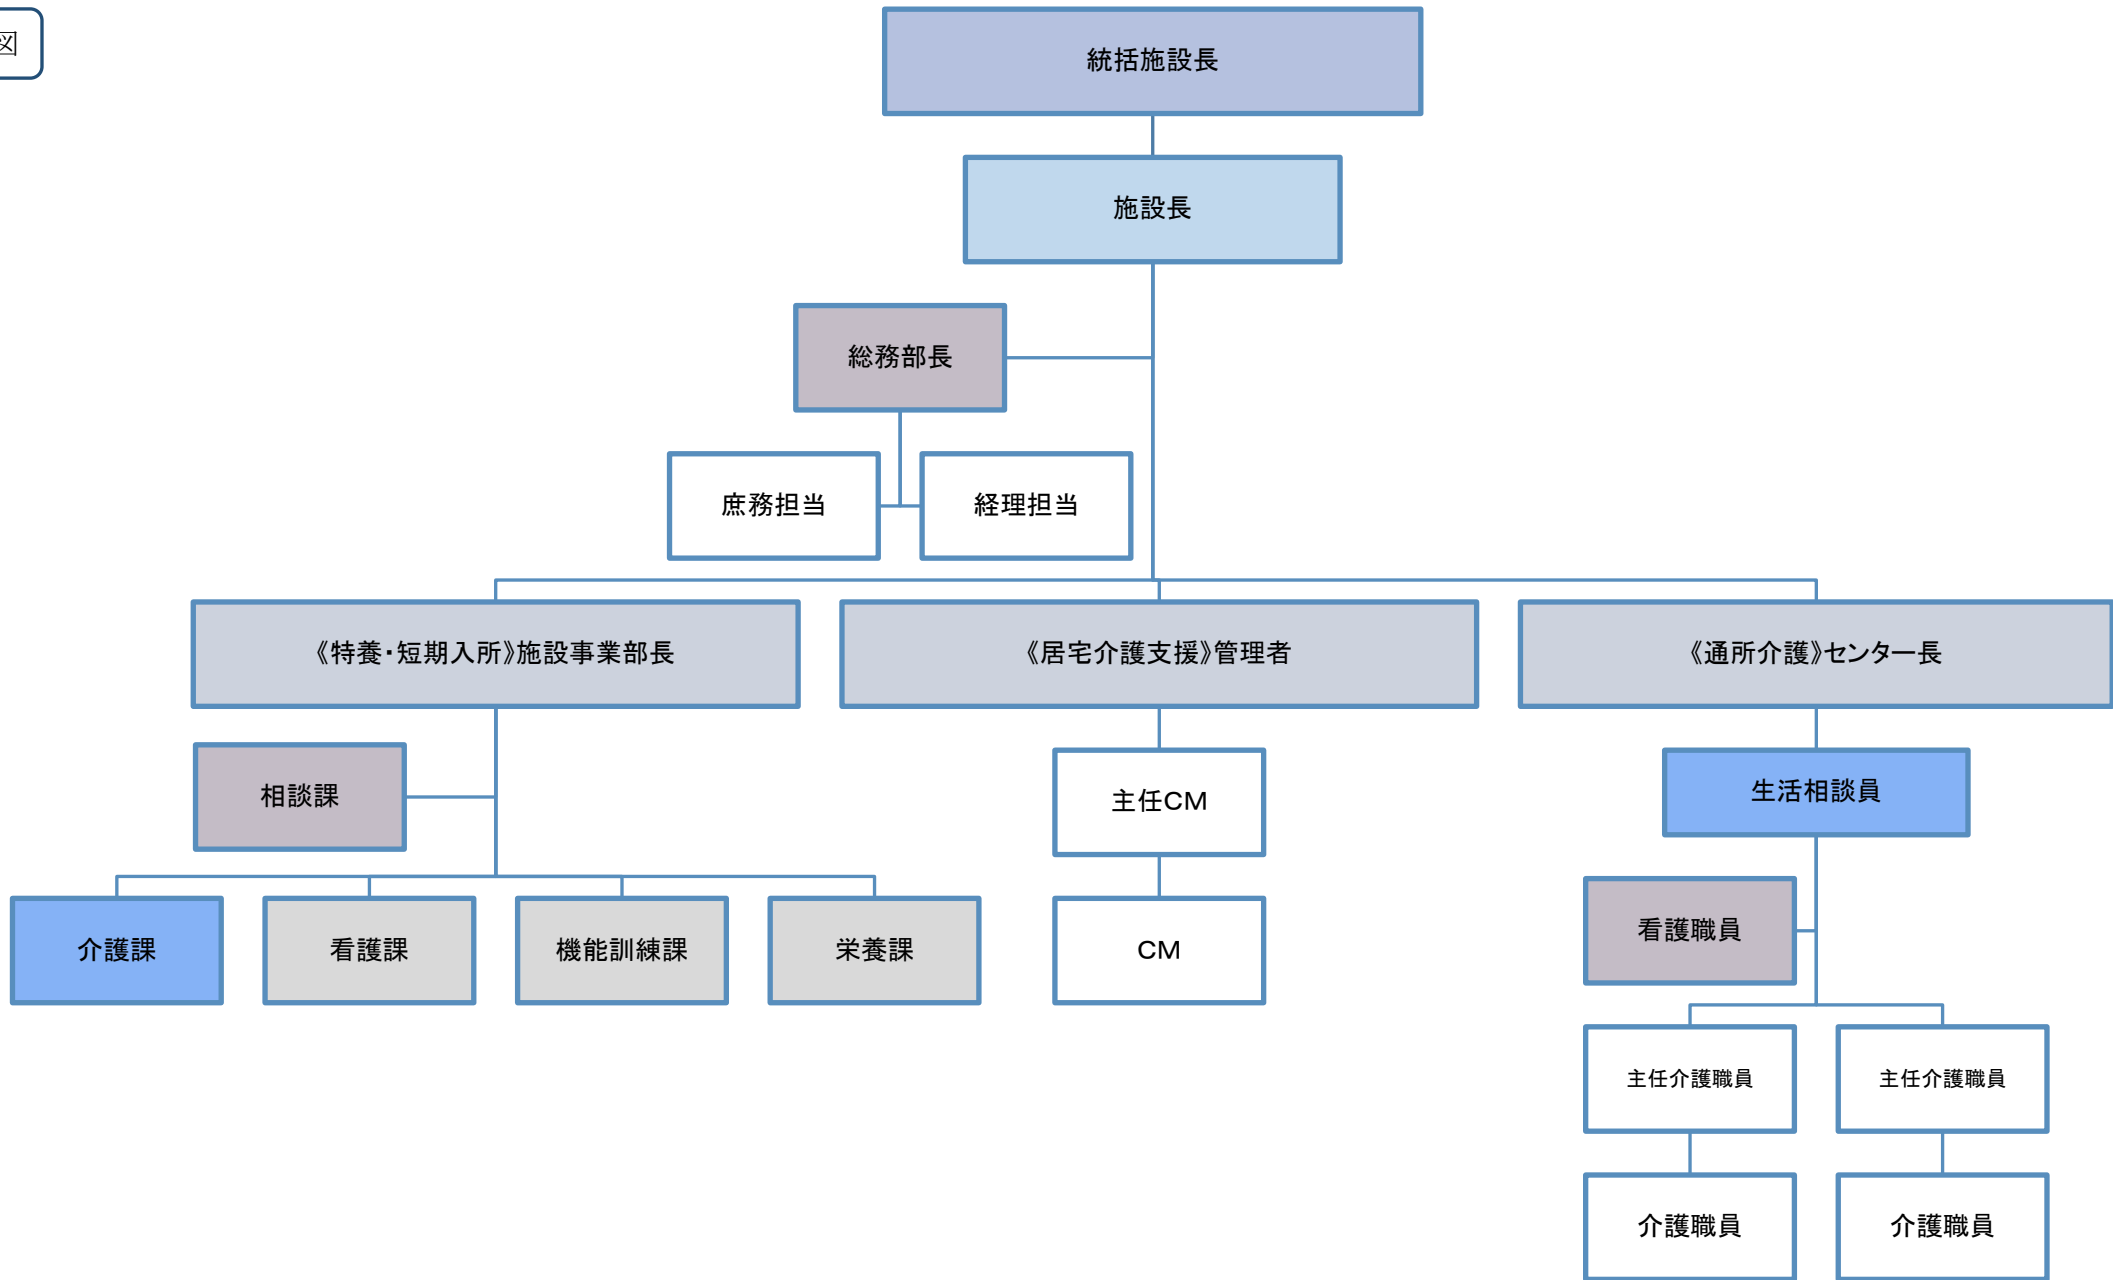 図
統括施設長
施設長
総務部長
庶務担当
経理担当
《特養・短期入所》施設事業部長
《居宅介護支援》管理者
《通所介護》センター長
相談課
主任CM
生活相談員
介護課
看護課
機能訓練課
栄養課
CM
看護職員
主任介護職員
主任介護職員
介護職員
介護職員